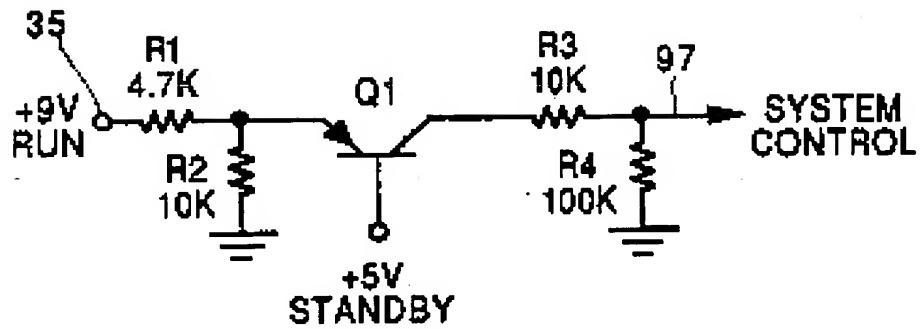 35
R1
4.7K
+9V
RUN
Q1
R2
10K
+5V
STANDBY
R3
10K
97
R4
100K
SYSTEM
CONTROL